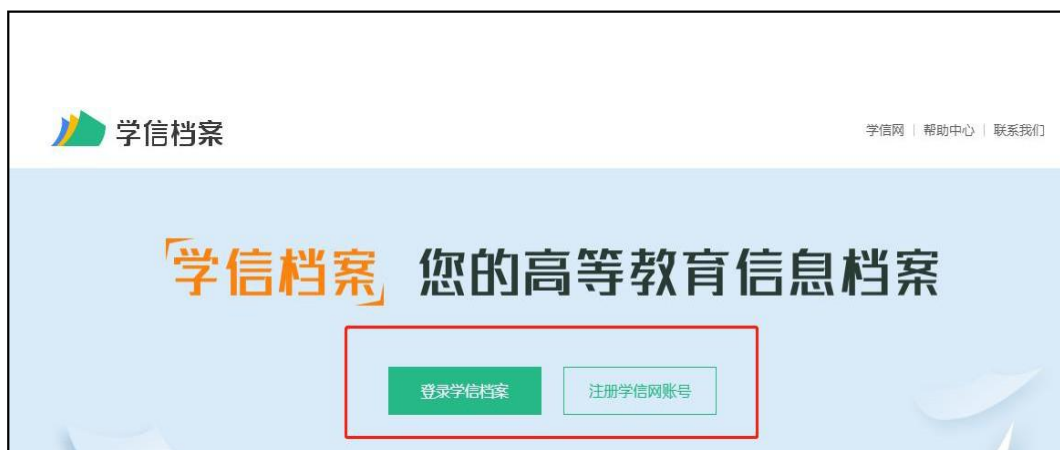 学信档案
学信网 | 帮助中心 | 联系我们
「学信档案」 您的高等教育信息档案
登录学信档案 注册学信网账号